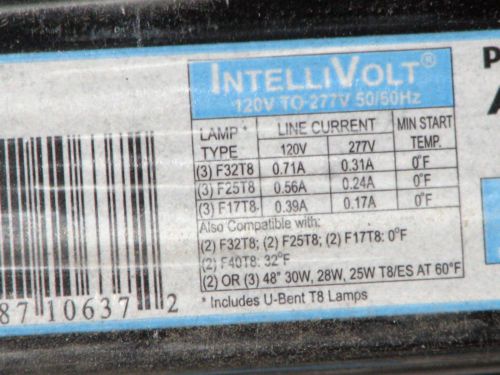 INTELLIVOLT®
120V TO 277V 50/60Hz
LAMP * TYPE LINE CURRENT MIN START TEMP.
120V 277V
(3) F32T8 0.71A 0.31A 0°F
(3) F25T8 0.56A 0.24A 0°F
(3) F17T8 0.39A 0.17A 0°F
Also Compatible with:
(2) F32T8; (2) F25T8; (2) F17T8: 0°F
(2) F40T8: 32°F
(2) OR (3) 48" 30W, 28W, 25W T8/ES AT 60°F
* Includes U-Bent T8 Lamps
87 10637 2